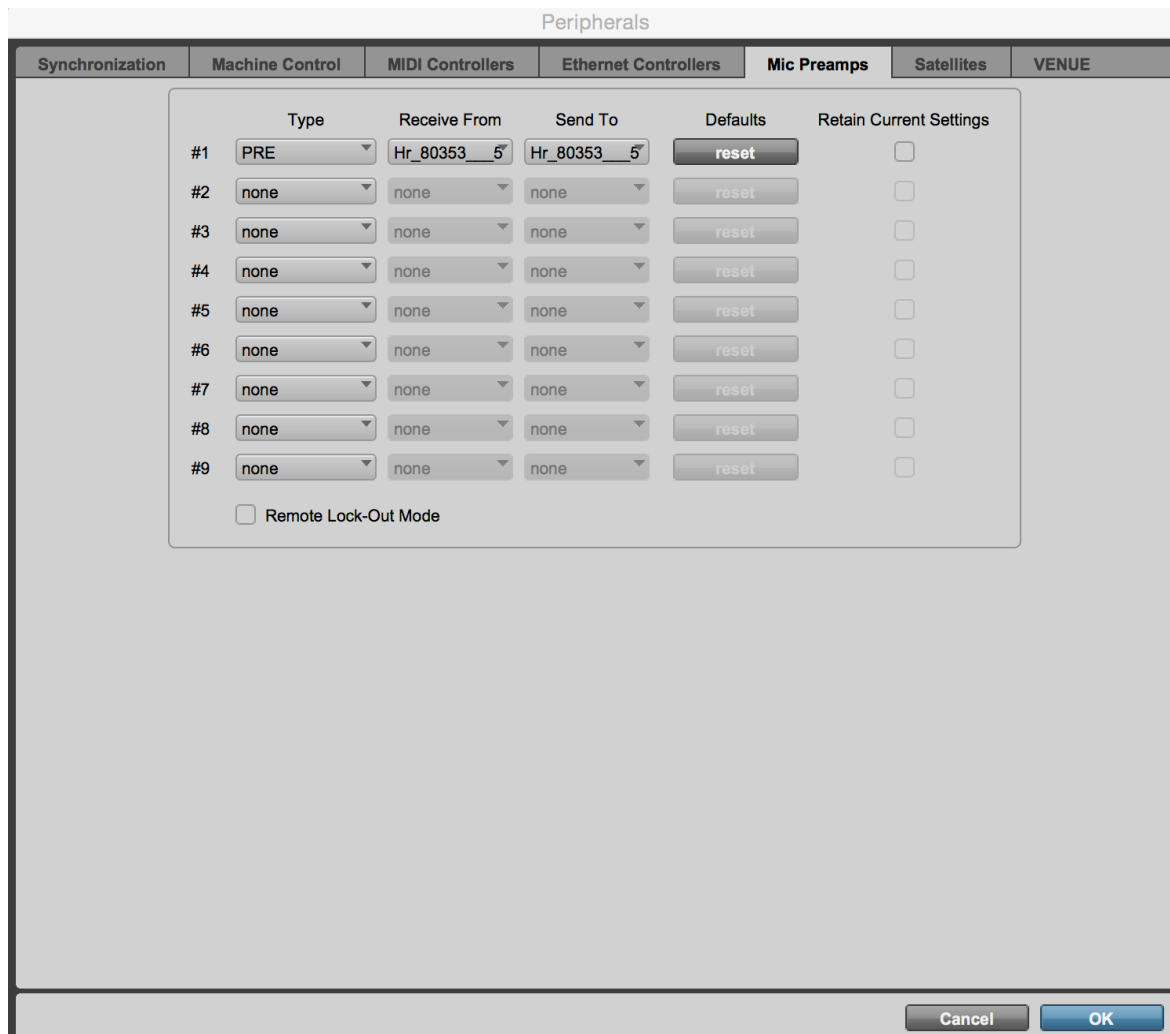 Peripherals
Synchronization Machine Control MIDI Controllers Ethernet Controllers Mic Preamps Satellites VENUE
Type Receive From Send To Defaults Retain Current Settings
#1 PRE Hr_80353___5 Hr_80353___5 reset
#2 none none none reset
#3 none none none reset
#4 none none none reset
#5 none none none reset
#6 none none none reset
#7 none none none reset
#8 none none none reset
#9 none none none reset
Remote Lock-Out Mode
Cancel OK